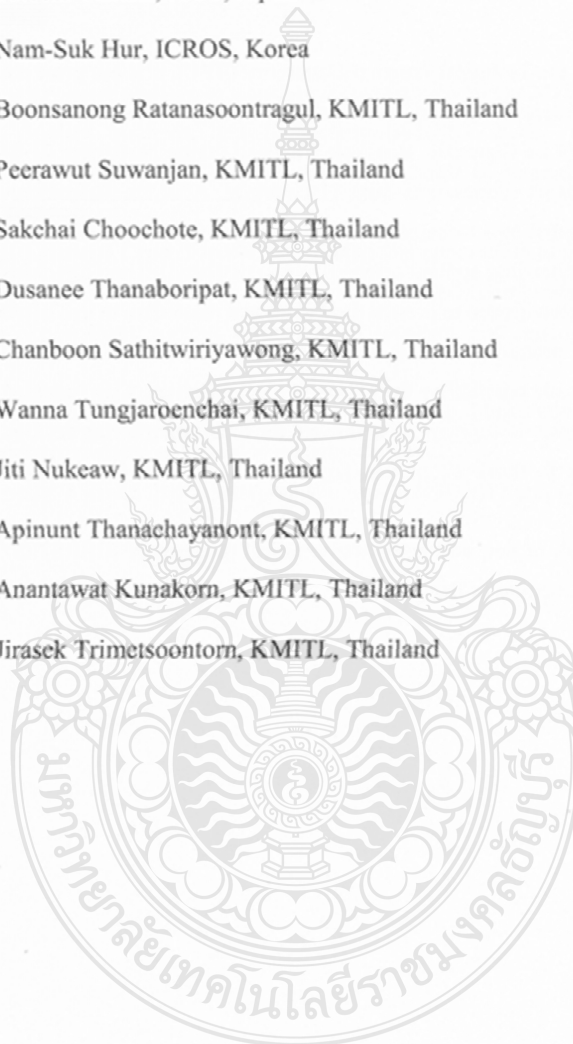 Nam-Suk Hur, ICROS, Korea
Boonsanong Ratanasoontragul, KMITL, Thailand
Peerawut Suwanjan, KMITL, Thailand
Sakchai Choochote, KMITL, Thailand
Dusanee Thanaboripat, KMITL, Thailand
Chanboon Sathitwiriyawong, KMITL, Thailand
Wanna Tungjaroenchai, KMITL, Thailand
Jiti Nukeaw, KMITL, Thailand
Apinunt Thanachayanont, KMITL, Thailand
Anantawat Kunakorn, KMITL, Thailand
Jirasek Trimetsoontorn, KMITL, Thailand
มหาวิทยาลัยเทคโนโลยีราชมงคลธัญบุรี